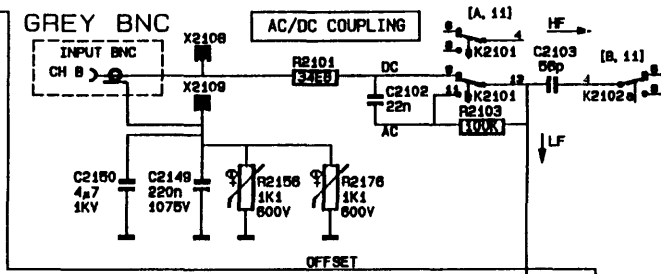 GREY BNC
AC/DC COUPLING
[A, 11]
HF
INPUT BNC
CH B
X2108
X2109
R2101
34E8
DC
C2102
22n
AC
8
9
4
K2101
9
11
12
K2101
R2103
100K
C2103
56p
4
[B, 11]
K2102
8
9
LF
C2150
4µ7
1KV
C2149
220n
1075V
R2156
1K1
600V
R2176
1K1
600V
OFFSET